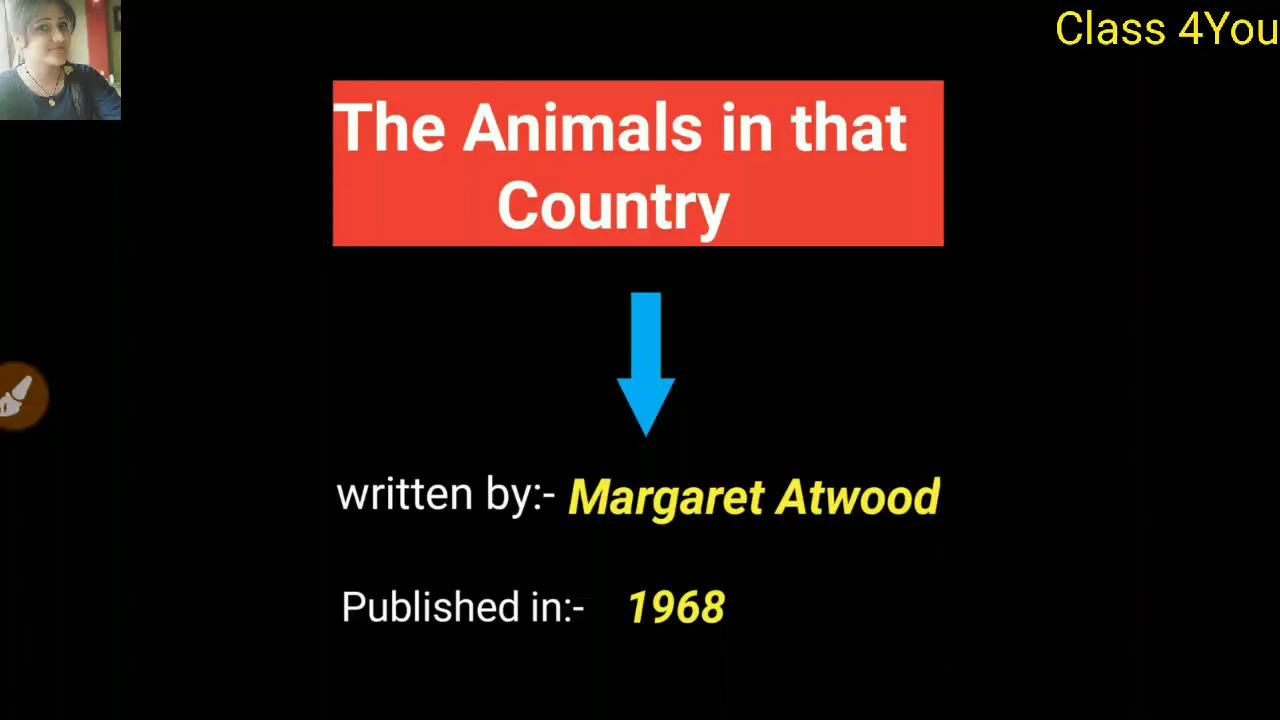 Class 4You
The Animals in that
Country
written by:- Margaret Atwood
Published in:- 1968